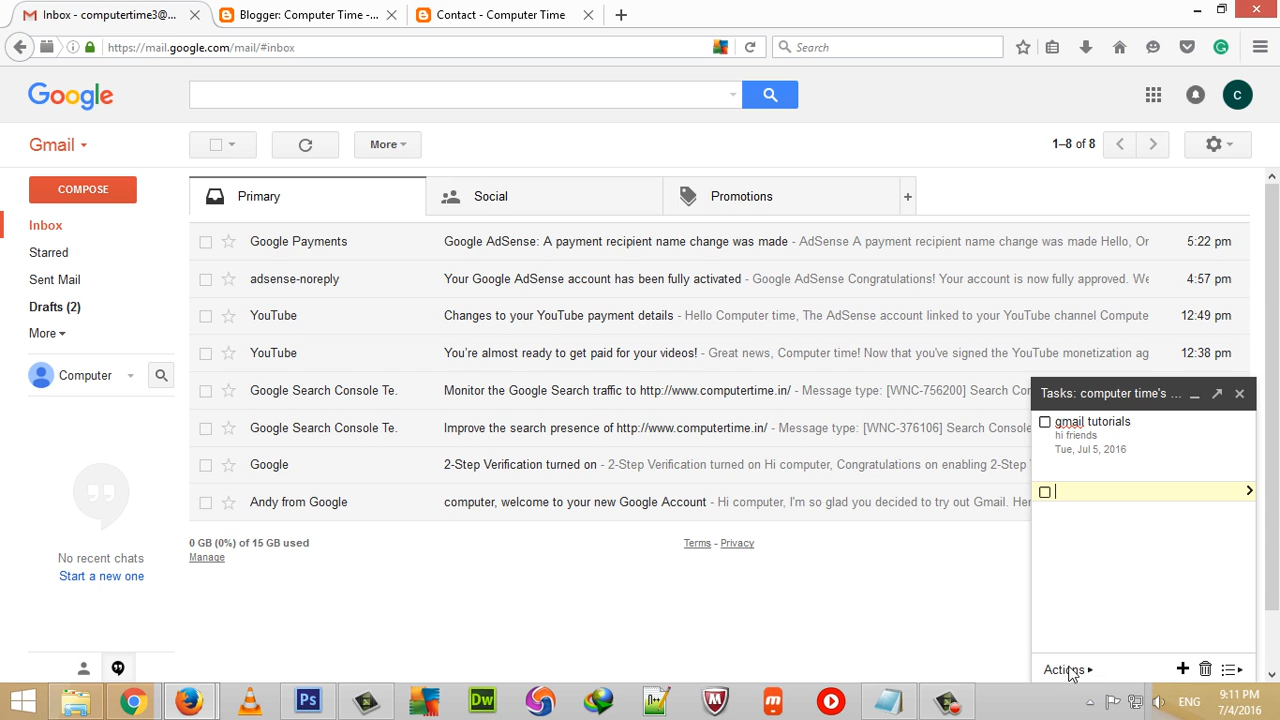 Inbox - computertime3@...
Blogger: Computer Time -...
Contact - Computer Time
https://mail.google.com/mail/#inbox
Search
Google
C
Gmail
More
1–8 of 8
COMPOSE
Primary
Social
Promotions
Inbox
Starred
Sent Mail
Drafts (2)
More
Computer
Google Payments
Google AdSense: A payment recipient name change was made - AdSense A payment recipient name change was made Hello, Or
5:22 pm
adsense-noreply
Your Google AdSense account has been fully activated - Google AdSense Congratulations! Your account is now fully approved. We
4:57 pm
YouTube
Changes to your YouTube payment details - Hello Computer time, The AdSense account linked to your YouTube channel Compute
12:49 pm
YouTube
You're almost ready to get paid for your videos! - Great news, Computer time! Now that you've signed the YouTube monetization ag
12:38 pm
Google Search Console Te.
Monitor the Google Search traffic to http://www.computertime.in/ - Message type: [WNC-756200] Search Con
Google Search Console Te.
Improve the search presence of http://www.computertime.in/ - Message type: [WNC-376106] Search Co
Google
2-Step Verification turned on - 2-Step Verification turned on Hi computer, Congratulations on enabling 2-Step
Andy from Google
computer, welcome to your new Google Account - Hi computer, I'm so glad you decided to try out Gmail. Her
0 GB (0%) of 15 GB used
Manage
Terms - Privacy
No recent chats
Start a new one
Tasks: computer time's ...
gmail tutorials
hi friends
Tue, Jul 5, 2016
Actions
Ps
Dw
ENG
9:11 PM
7/4/2016